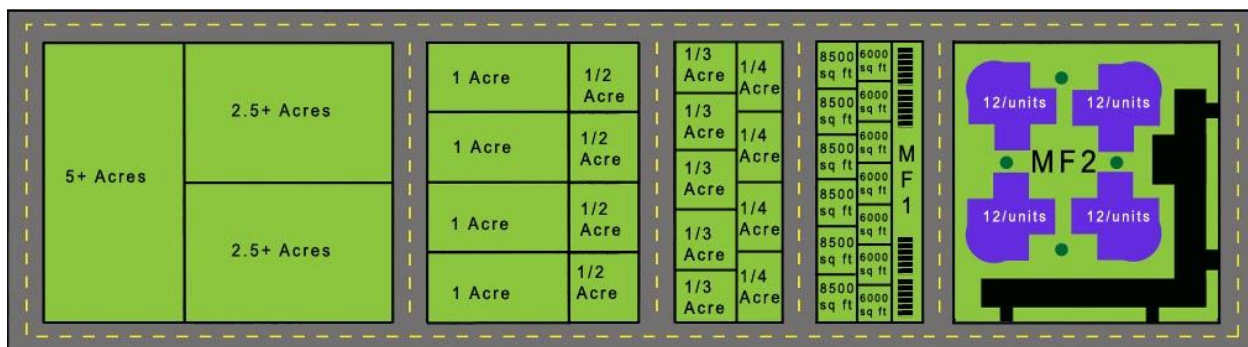 5+ Acres
2.5+ Acres
2.5+ Acres
1 Acre
1 Acre
1 Acre
1 Acre
1/2
Acre
1/2
Acre
1/2
Acre
1/2
Acre
1/3
Acre
1/3
Acre
1/3
Acre
1/3
Acre
1/3
Acre
1/4
Acre
1/4
Acre
1/4
Acre
1/4
Acre
8500
sq ft
8500
sq ft
8500
sq ft
8500
sq ft
8500
sq ft
8500
sq ft
6000
sq ft
6000
sq ft
6000
sq ft
6000
sq ft
6000
sq ft
6000
sq ft
6000
sq ft
M
F
1
12/units
12/units
MF2
12/units
12/units